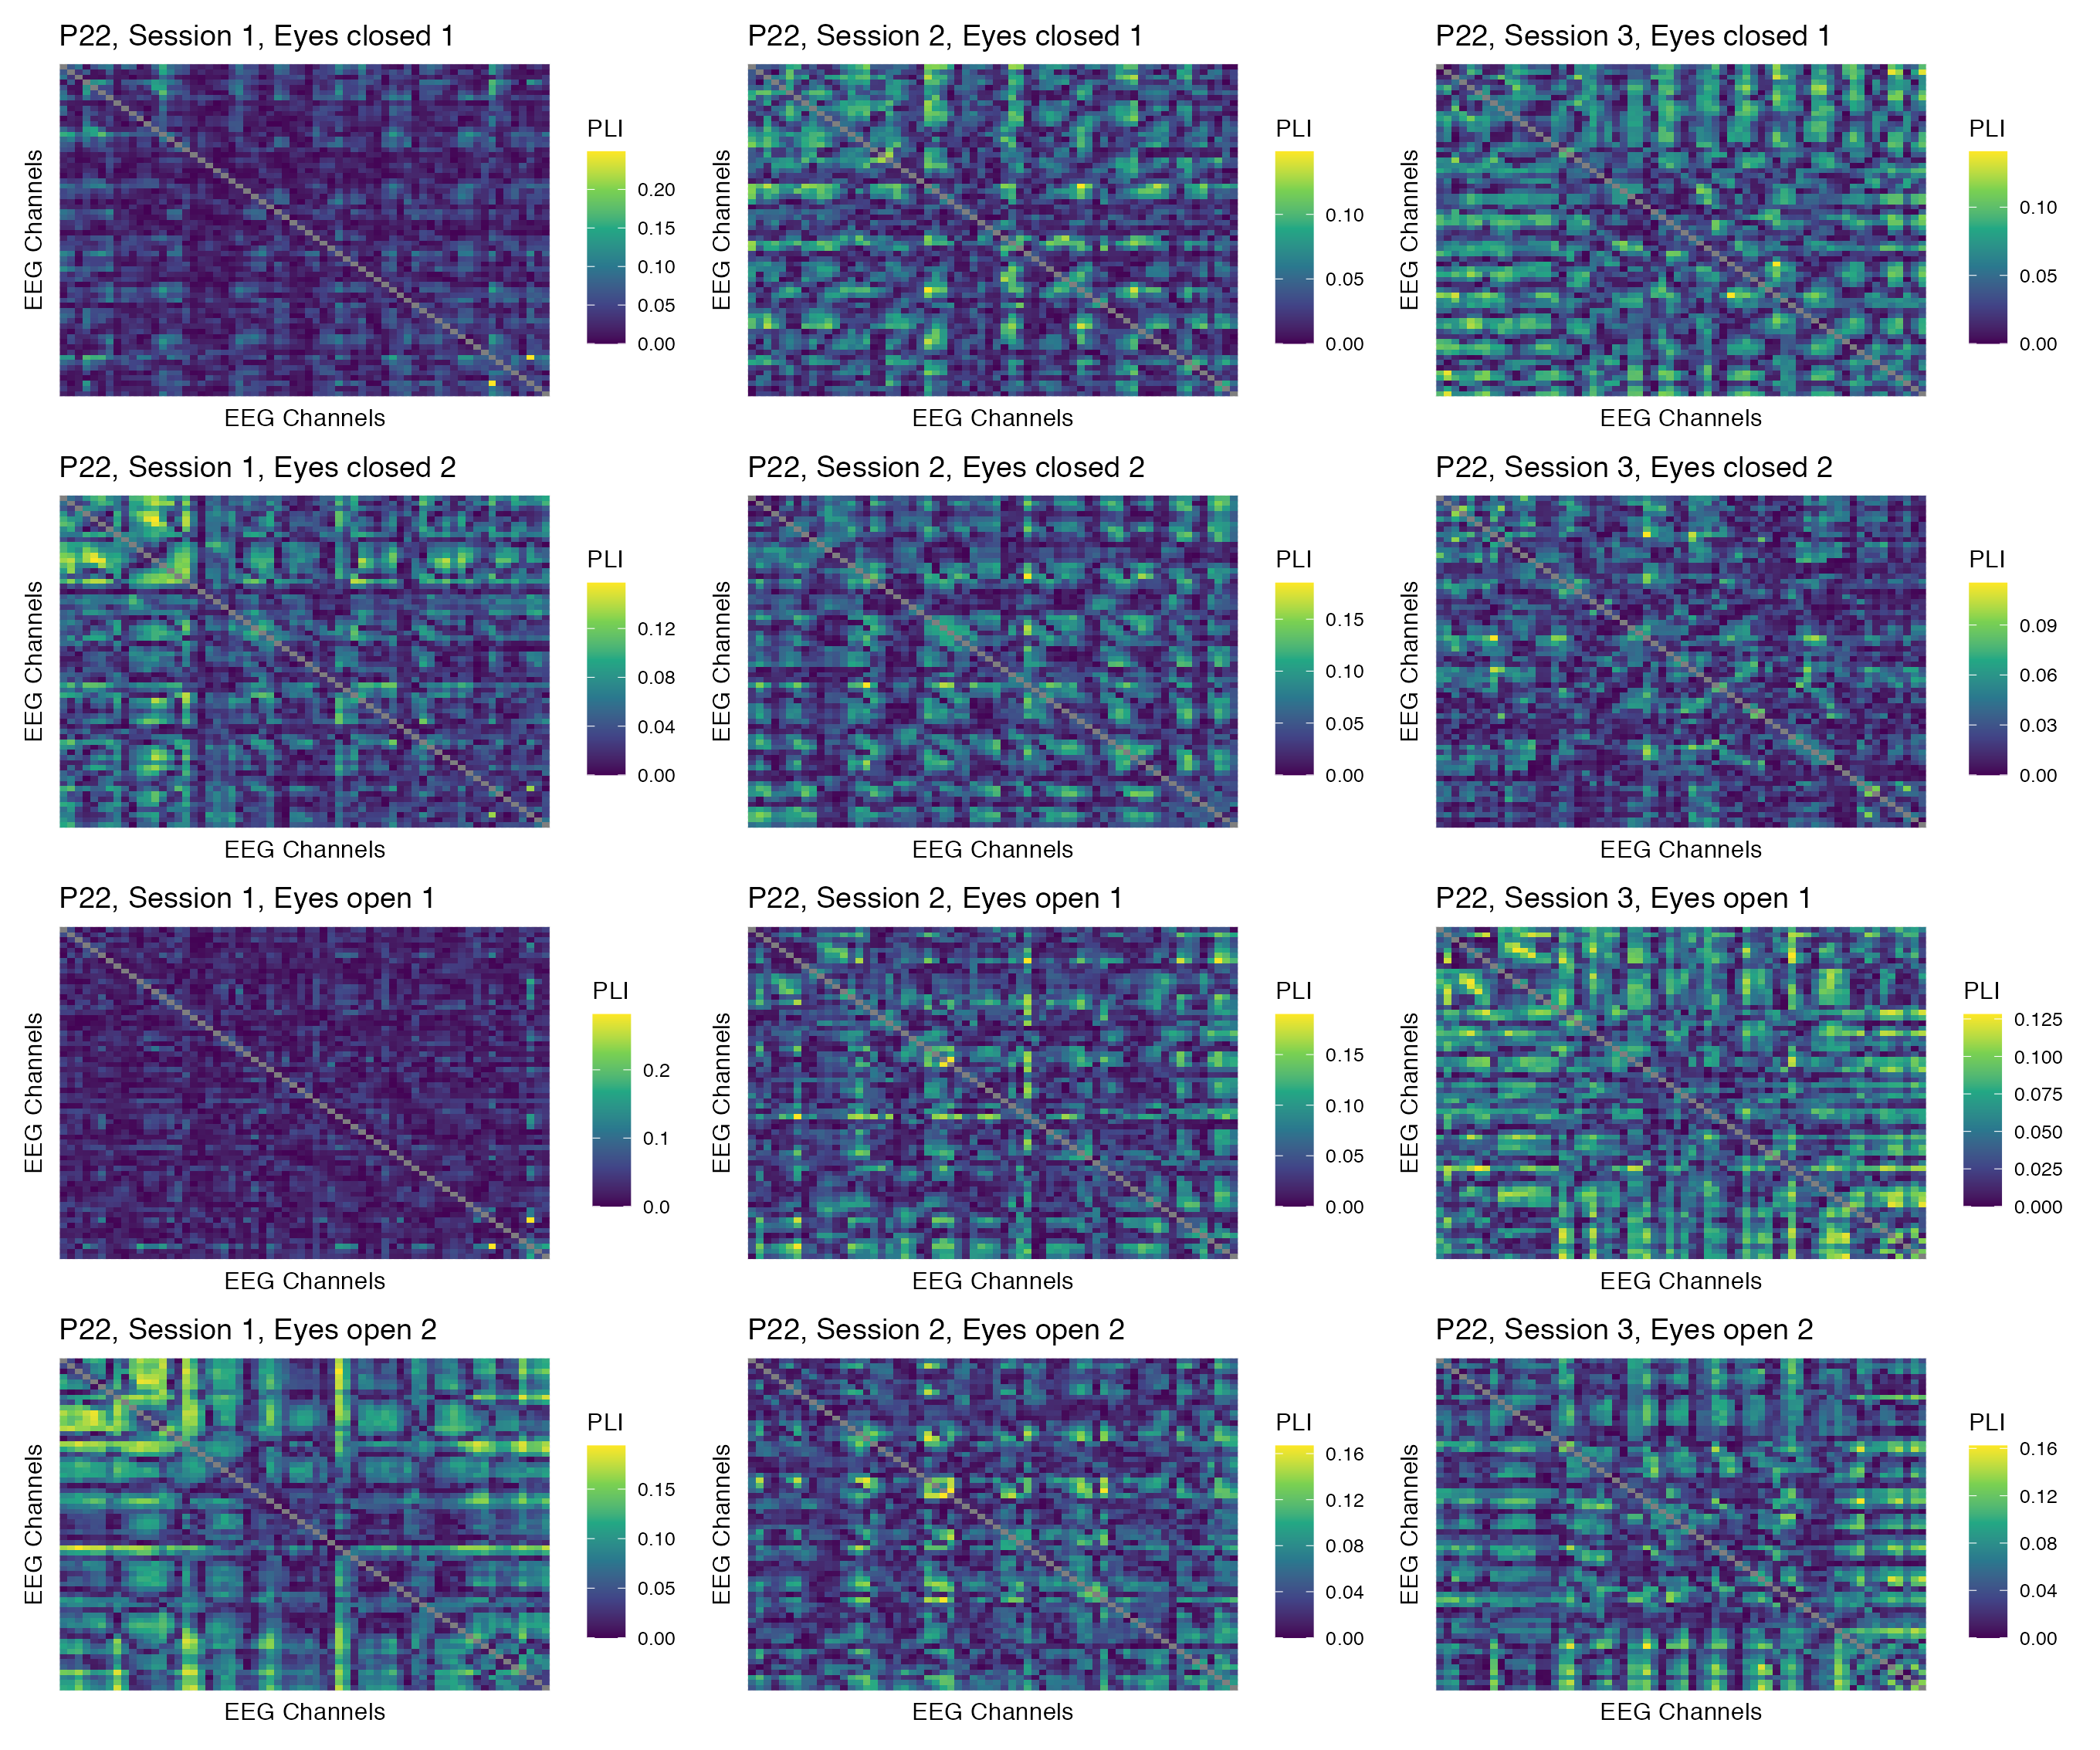 P22, Session 1, Eyes closed 1
EEG Channels
EEG Channels
PLI
0.20
0.15
0.10
0.05
0.00
P22, Session 2, Eyes closed 1
EEG Channels
EEG Channels
PLI
0.10
0.05
0.00
P22, Session 3, Eyes closed 1
EEG Channels
EEG Channels
PLI
0.10
0.05
0.00
P22, Session 1, Eyes closed 2
EEG Channels
EEG Channels
PLI
0.12
0.08
0.04
0.00
P22, Session 2, Eyes closed 2
EEG Channels
EEG Channels
PLI
0.15
0.10
0.05
0.00
P22, Session 3, Eyes closed 2
EEG Channels
EEG Channels
PLI
0.09
0.06
0.03
0.00
P22, Session 1, Eyes open 1
EEG Channels
EEG Channels
PLI
0.2
0.1
0.0
P22, Session 2, Eyes open 1
EEG Channels
EEG Channels
PLI
0.15
0.10
0.05
0.00
P22, Session 3, Eyes open 1
EEG Channels
EEG Channels
PLI
0.125
0.100
0.075
0.050
0.025
0.000
P22, Session 1, Eyes open 2
EEG Channels
EEG Channels
PLI
0.15
0.10
0.05
0.00
P22, Session 2, Eyes open 2
EEG Channels
EEG Channels
PLI
0.16
0.12
0.08
0.04
0.00
P22, Session 3, Eyes open 2
EEG Channels
EEG Channels
PLI
0.16
0.12
0.08
0.04
0.00